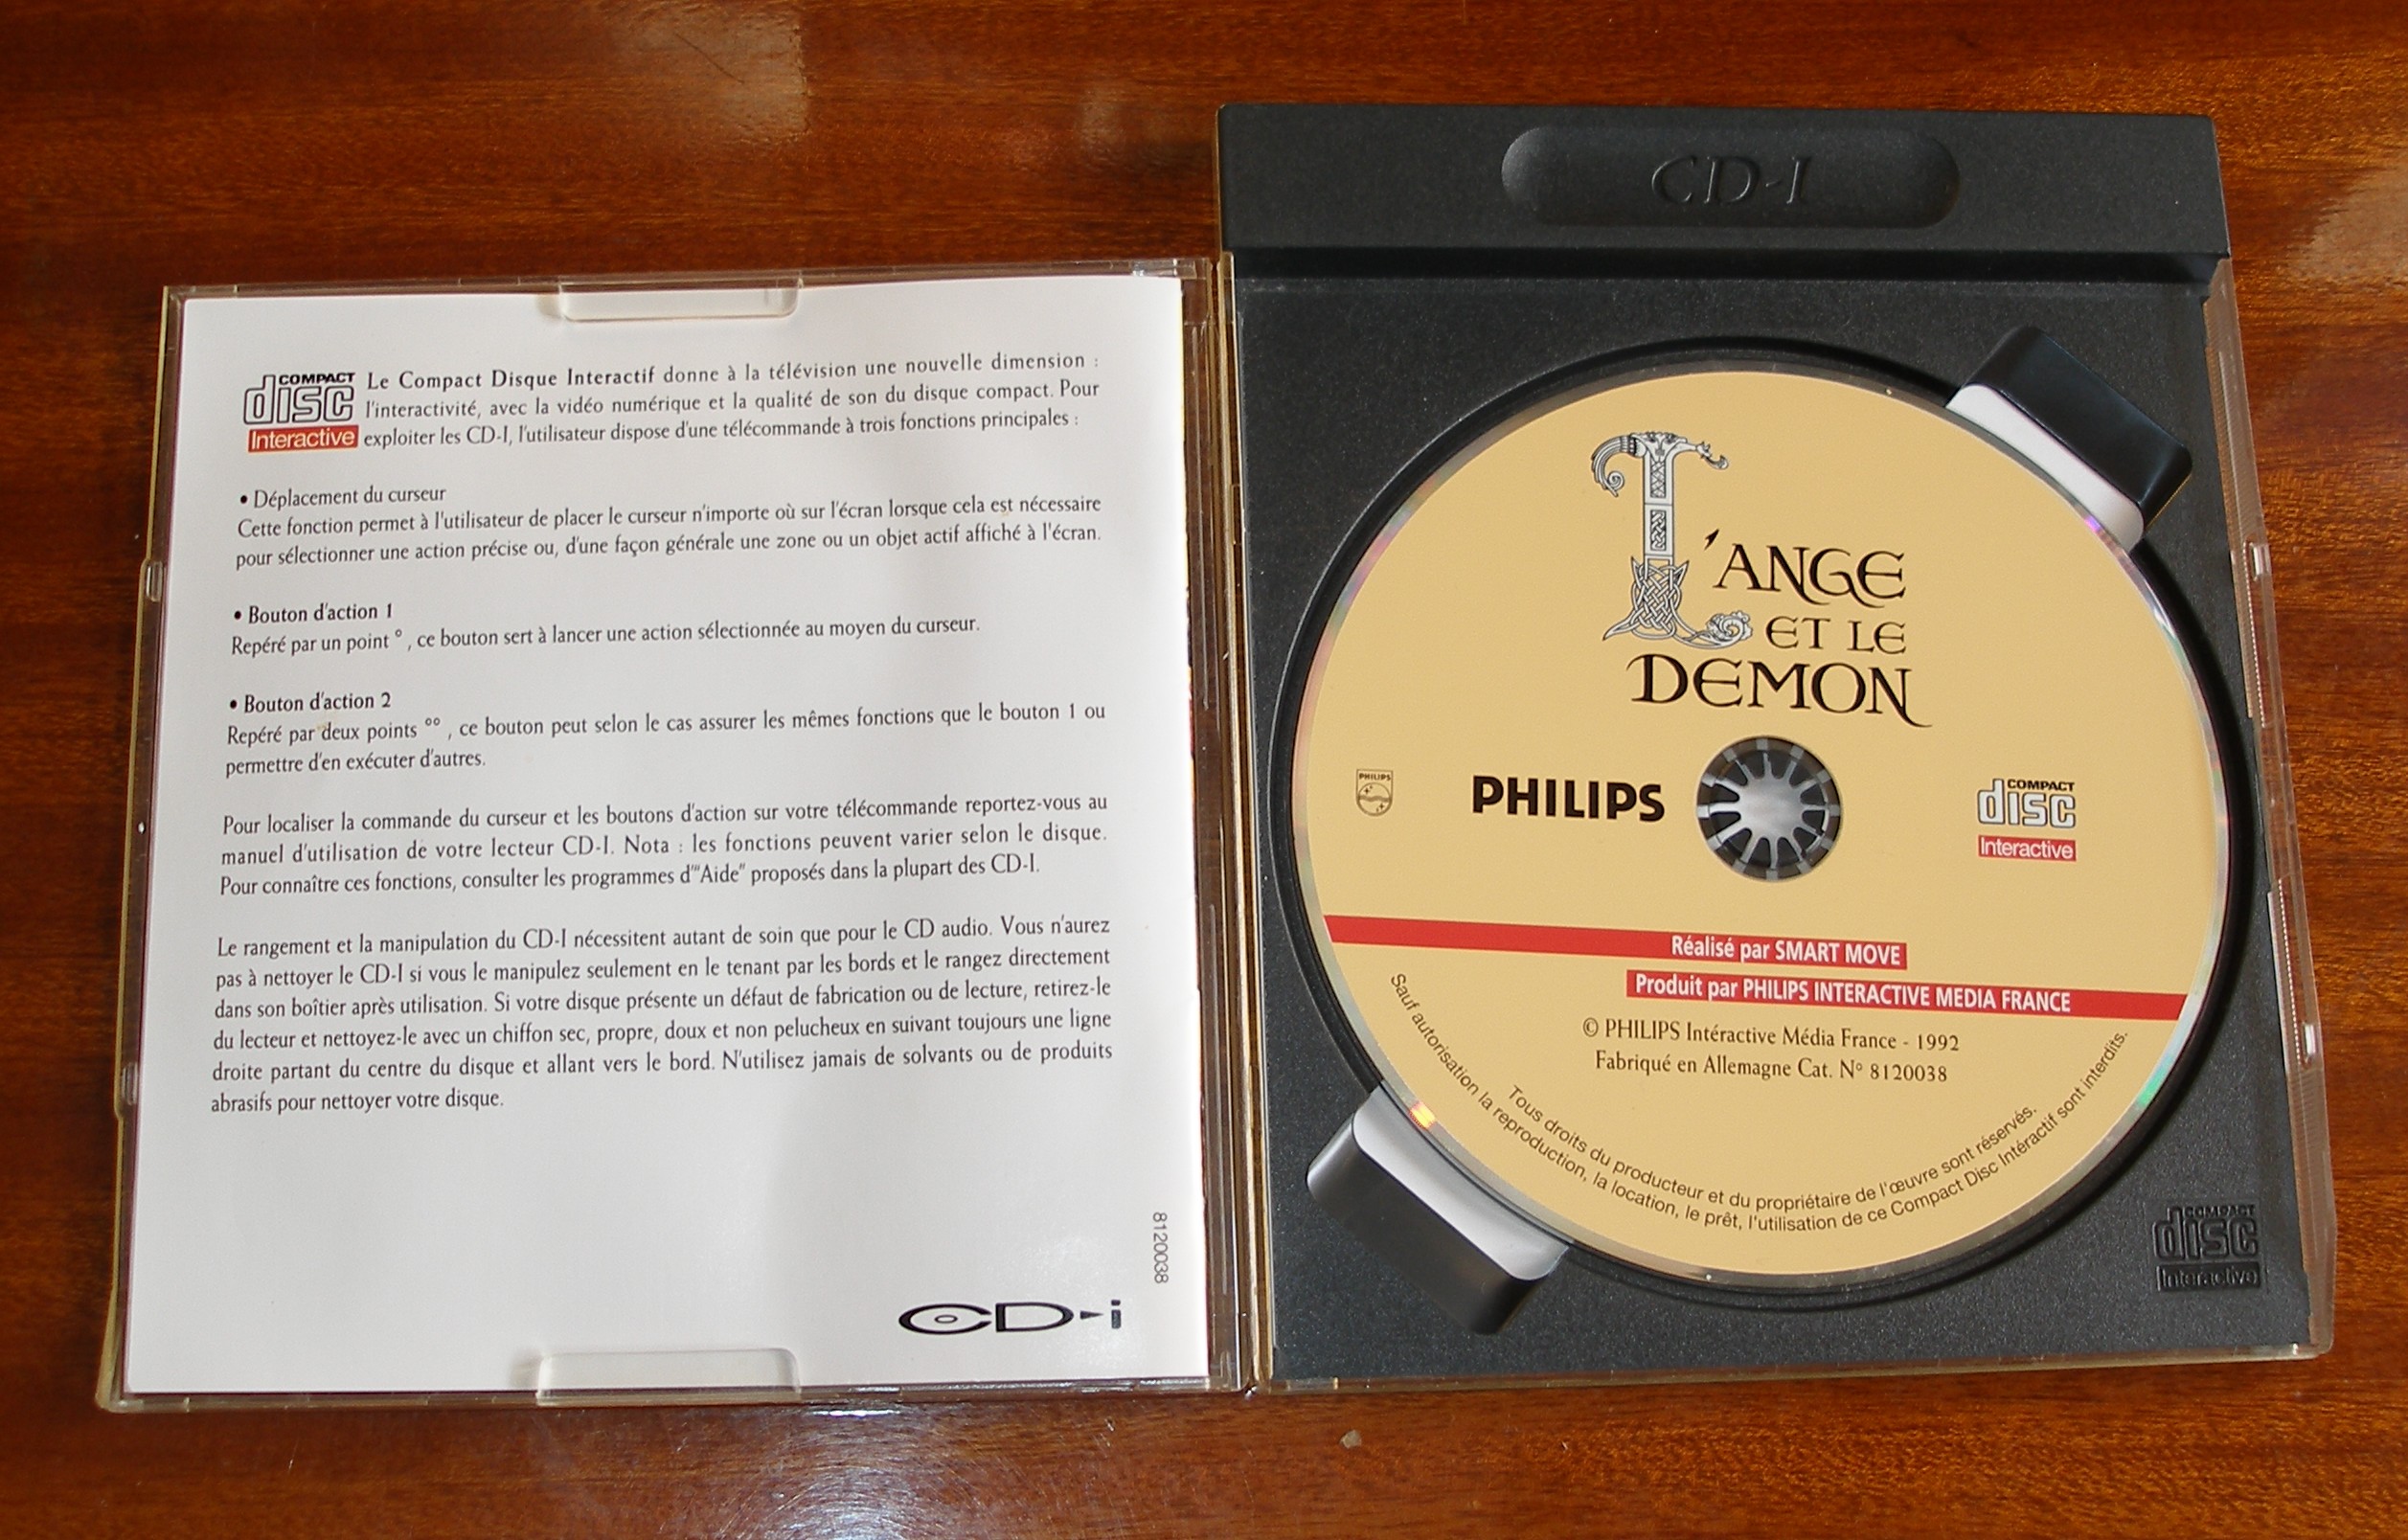 COMPACT
disc
Interactive
Le Compact Disque Interactif donne à la télévision une nouvelle dimension :
l'interactivité, avec la vidéo numérique et la qualité de son du disque compact. Pour
exploiter les CD-I, l'utilisateur dispose d'une télécommande à trois fonctions principales :
• Déplacement du curseur
Cette fonction permet à l'utilisateur de placer le curseur n'importe où sur l'écran lorsque cela est nécessaire
pour sélectionner une action précise ou, d'une façon générale une zone ou un objet actif affiché à l'écran.
• Bouton d'action 1
Repéré par un point ° , ce bouton sert à lancer une action sélectionnée au moyen du curseur.
• Bouton d'action 2
Repéré par deux points °° , ce bouton peut selon le cas assurer les mêmes fonctions que le bouton 1 ou
permettre d'en exécuter d'autres.
Pour localiser la commande du curseur et les boutons d'action sur votre télécommande reportez-vous au
manuel d'utilisation de votre lecteur CD-I. Nota : les fonctions peuvent varier selon le disque.
Pour connaître ces fonctions, consulter les programmes d'"Aide" proposés dans la plupart des CD-I.
Le rangement et la manipulation du CD-I nécessitent autant de soin que pour le CD audio. Vous n'aurez
pas à nettoyer le CD-I si vous le manipulez seulement en le tenant par les bords et le rangez directement
dans son boîtier après utilisation. Si votre disque présente un défaut de fabrication ou de lecture, retirez-le
du lecteur et nettoyez-le avec un chiffon sec, propre, doux et non pelucheux en suivant toujours une ligne
droite partant du centre du disque et allant vers le bord. N'utilisez jamais de solvants ou de produits
abrasifs pour nettoyer votre disque.
8120038
CD-i
CD-I
L'ANGE
ET LE
DEMON
PHILIPS
PHILIPS
COMPACT
disc
Interactive
Réalisé par SMART MOVE
Produit par PHILIPS INTERACTIVE MEDIA FRANCE
© PHILIPS Intéractive Média France - 1992
Fabriqué en Allemagne Cat. N° 8120038
Tous droits du producteur et du propriétaire de l'œuvre sont réservés.
Sauf autorisation la reproduction, la location, le prêt, l'utilisation de ce Compact Disc Intéractif sont interdits.
COMPACT
disc
Interactive